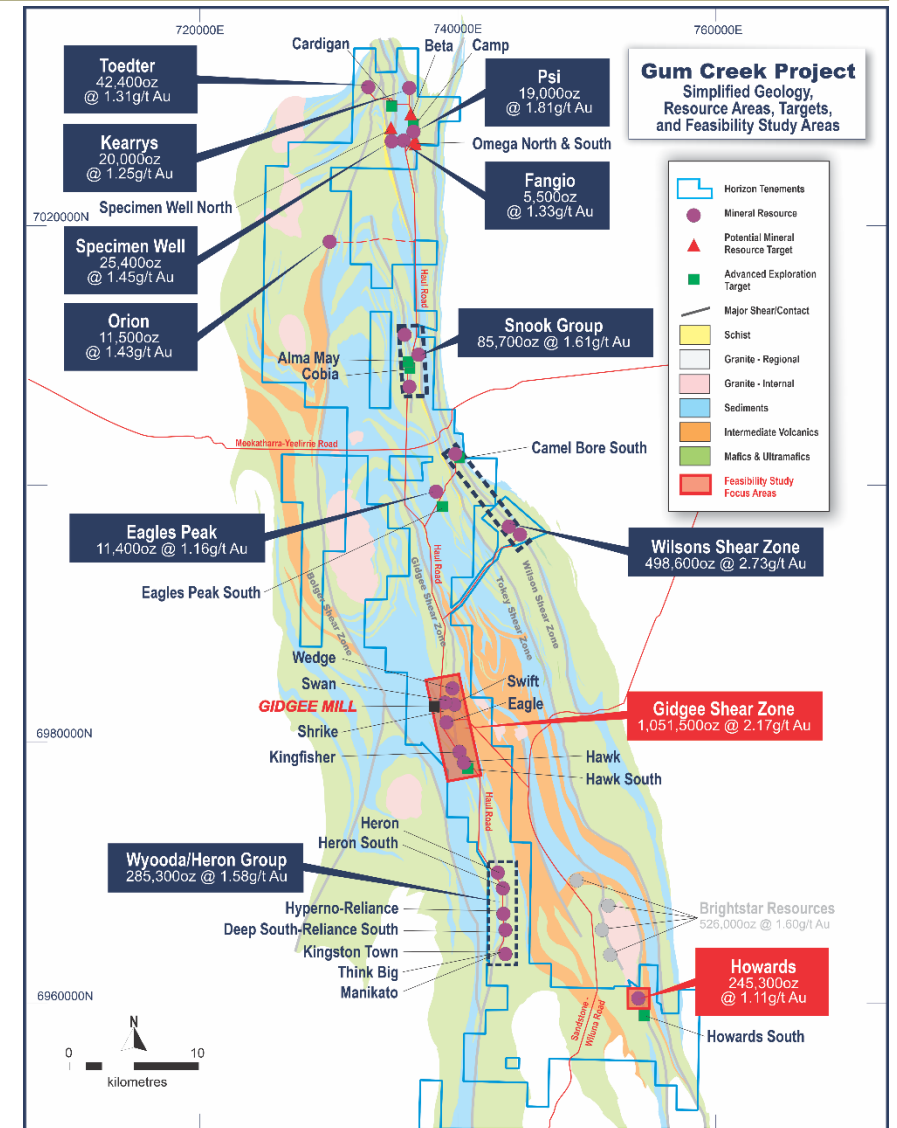 720000E
740000E
760000E
Gum Creek Project
Simplified Geology,
Resource Areas, Targets,
and Feasibility Study Areas
Cardigan
Beta
Camp
Toedter
42,400oz
@ 1.31g/t Au
Psi
19,000oz
@ 1.81g/t Au
Kearrys
20,000oz
@ 1.25g/t Au
Omega North & South
Fangio
5,500oz
@ 1.33g/t Au
Specimen Well North
7020000N
Specimen Well
25,400oz
@ 1.45g/t Au
Orion
11,500oz
@ 1.43g/t Au
Haul Road
Snook Group
85,700oz @ 1.61g/t Au
Alma May
Cobia
Horizon Tenements
Mineral Resource
Potential Mineral
Resource Target
Advanced Exploration
Target
Major Shear/Contact
Schist
Granite - Regional
Granite - Internal
Sediments
Intermediate Volcanics
Mafics & Ultramafics
Feasibility Study
Focus Areas
Meekatharra-Yeelirrie Road
Camel Bore South
Eagles Peak
11,400oz @ 1.16g/t Au
Wilsons Shear Zone
498,600oz @ 2.73g/t Au
Eagles Peak South
Bolger Shear Zone
Gidgee Shear Zone
Haul Road
Tokey Shear Zone
Wilson Shear Zone
Wedge
Swan
GIDGEE MILL
Shrike
Kingfisher
Swift
Eagle
Gidgee Shear Zone
1,051,500oz @ 2.17g/t Au
6980000N
Hawk
Hawk South
Haul Road
Heron
Heron South
Wyooda/Heron Group
285,300oz @ 1.58g/t Au
Hyperno-Reliance
Deep South-Reliance South
Kingston Town
Think Big
Manikato
Brightstar Resources
526,000oz @ 1.60g/t Au
Howards
245,300oz
@ 1.11g/t Au
6960000N
Sandstone -
Wiluna Road
Howards South
N
0
10
kilometres